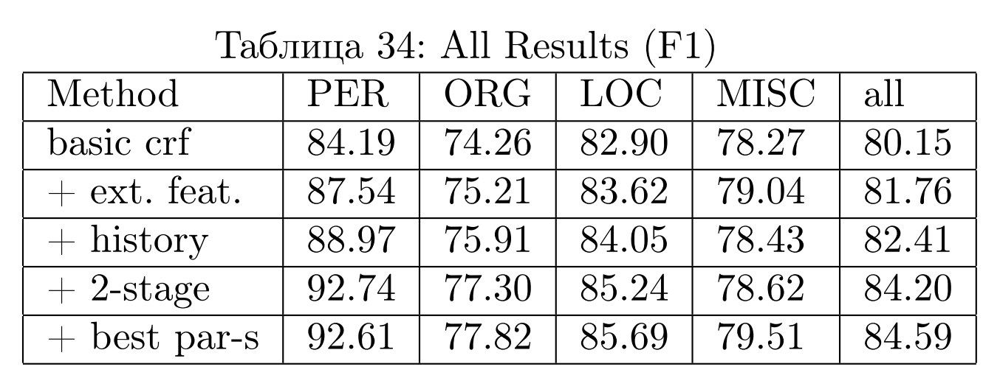 Таблица 34: All Results (F1)
Method PER ORG LOC MISC all
basic crf 84.19 74.26 82.90 78.27 80.15
+ ext. feat. 87.54 75.21 83.62 79.04 81.76
+ history 88.97 75.91 84.05 78.43 82.41
+ 2-stage 92.74 77.30 85.24 78.62 84.20
+ best par-s 92.61 77.82 85.69 79.51 84.59